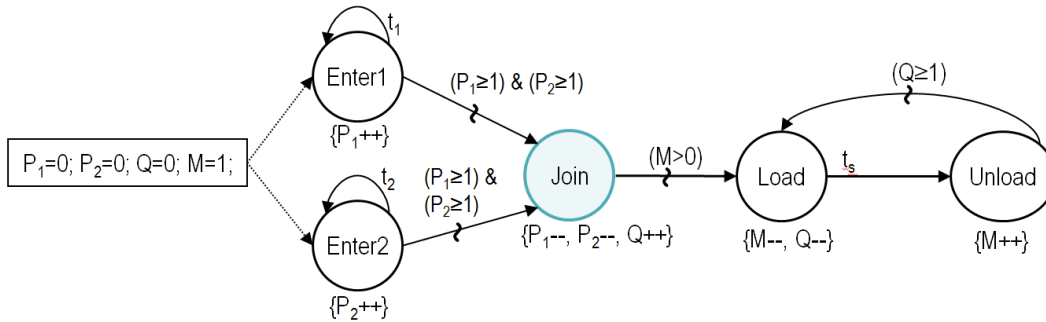 P₁=0; P₂=0; Q=0; M=1;
t₁
Enter1
{P₁++}
(P₁≥1) & (P₂≥1)
t₂
Enter2
{P₂++}
(P₁≥1) &
(P₂≥1)
Join
{P₁--, P₂--, Q++}
(M>0)
Load
{M--, Q--}
tₛ
(Q≥1)
Unload
{M++}